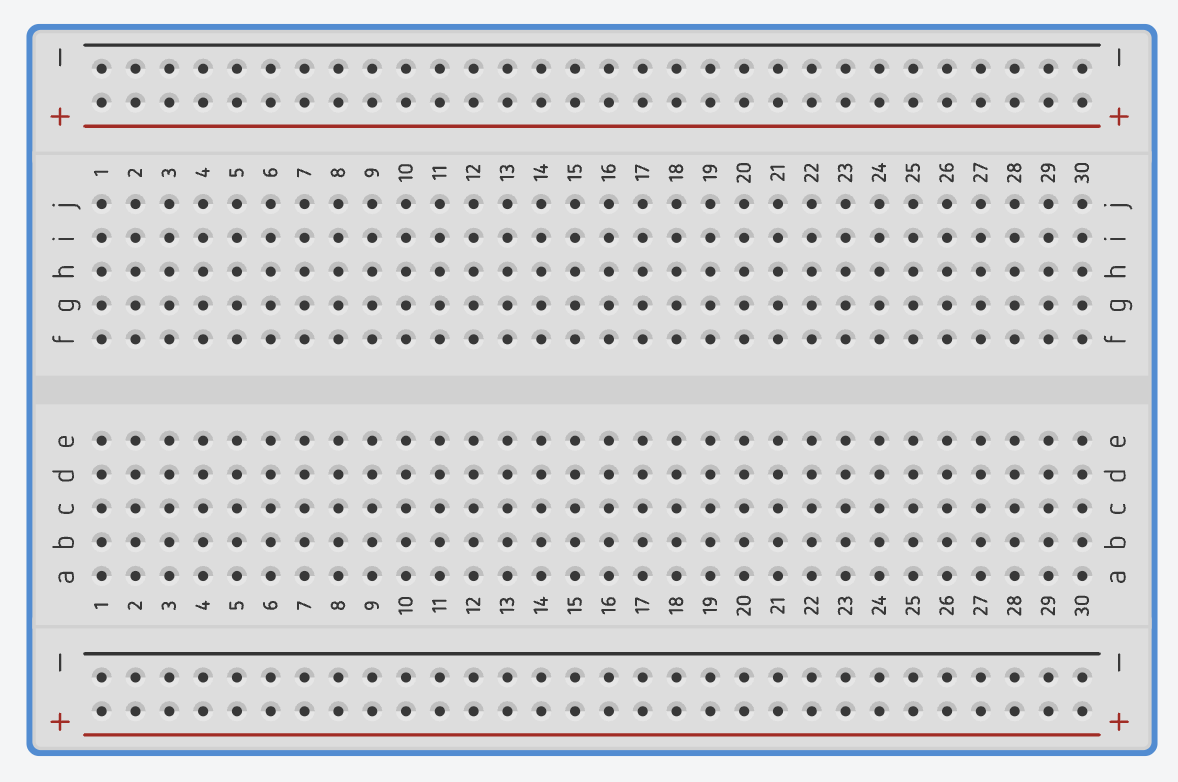 − −
+ +
1 2 3 4 5 6 7 8 9 10 11 12 13 14 15 16 17 18 19 20 21 22 23 24 25 26 27 28 29 30
j j
i i
h h
g g
f f
e e
d d
c c
b b
a a
1 2 3 4 5 6 7 8 9 10 11 12 13 14 15 16 17 18 19 20 21 22 23 24 25 26 27 28 29 30
− −
+ +